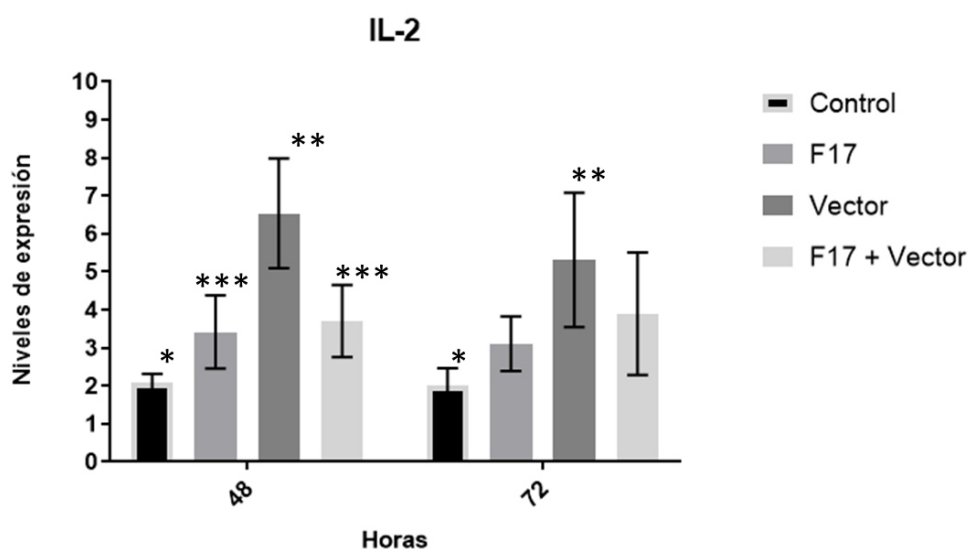 IL-2
Niveles de expresión
10
9
8
7
6
5
4
3
2
1
0
*
***
**
***
*
**
48
72
Horas
Control
F17
Vector
F17 + Vector